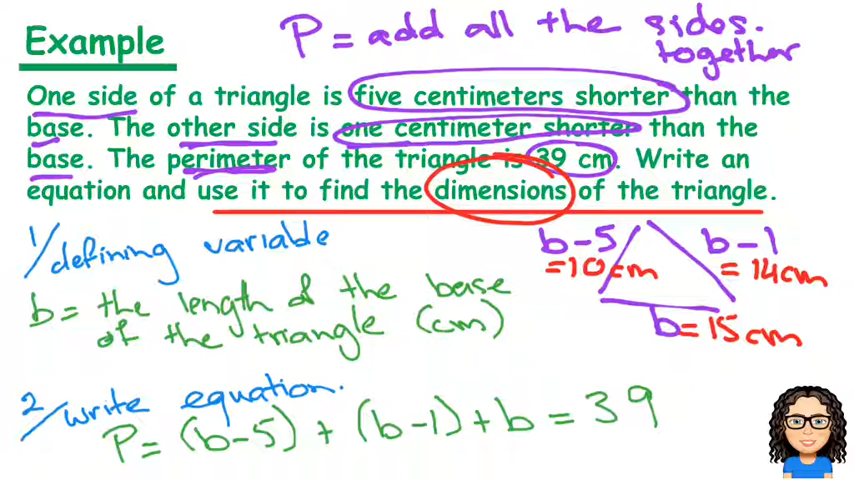 Example
P = add all the sides.
together
One side of a triangle is five centimeters shorter than the
base. The other side is one centimeter shorter than the
base. The perimeter of the triangle is 39 cm. Write an
equation and use it to find the dimensions of the triangle.
1/ defining variable
b = the length of the base
of the triangle (cm)
b-5
=10cm
b-1
=14cm
b=15cm
2/ write equation.
P = (b-5) + (b-1) + b = 39